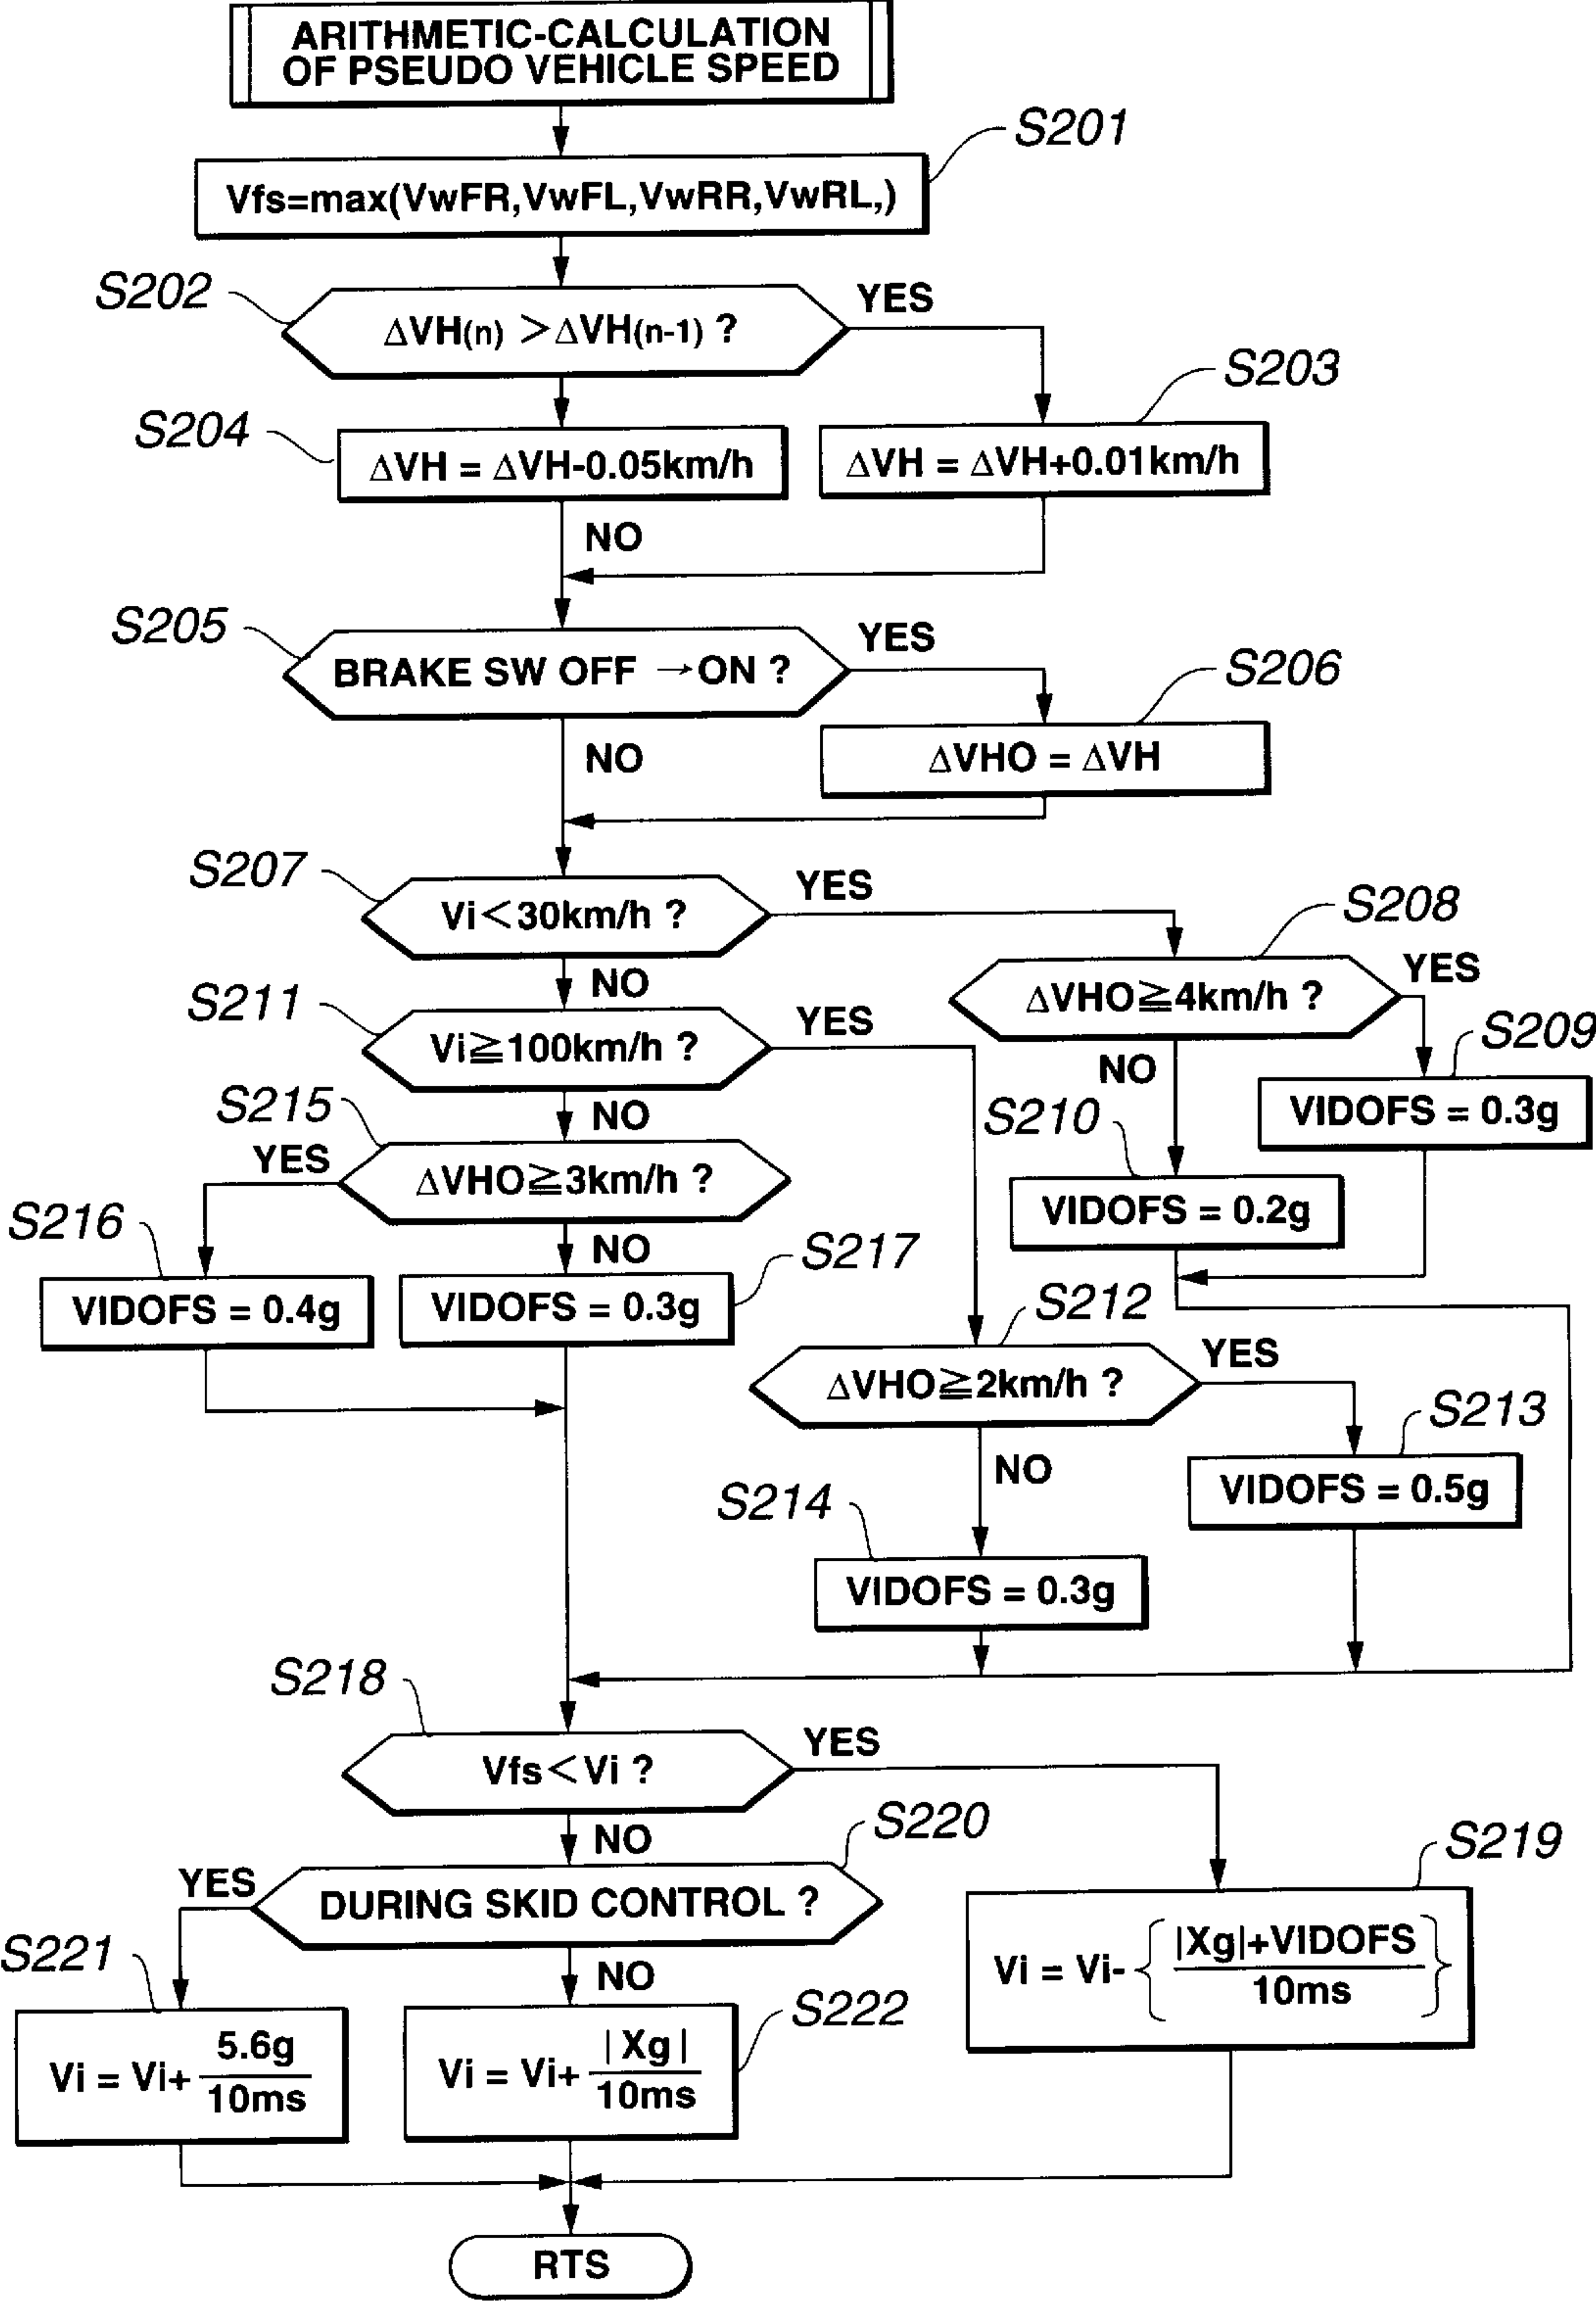 ARITHMETIC-CALCULATION
OF PSEUDO VEHICLE SPEED
S201
Vfs=max(VwFR,VwFL,VwRR,VwRL,)
S202
ΔVH(n) >ΔVH(n-1) ?
YES
S203
S204
ΔVH = ΔVH-0.05km/h
ΔVH = ΔVH+0.01km/h
NO
S205
BRAKE SW OFF →ON ?
YES
S206
NO
ΔVHO = ΔVH
S207
Vi<30km/h ?
YES
S208
NO
ΔVHO≧4km/h ?
YES
S211
Vi≧100km/h ?
YES
S209
NO
VIDOFS = 0.3g
S215
NO
S210
YES
ΔVHO≧3km/h ?
VIDOFS = 0.2g
S216
NO
S217
VIDOFS = 0.4g
VIDOFS = 0.3g
S212
ΔVHO≧2km/h ?
YES
S213
NO
VIDOFS = 0.5g
S214
VIDOFS = 0.3g
S218
Vfs<Vi ?
YES
NO
S220
S219
YES
DURING SKID CONTROL ?
Vi = Vi- { |Xg|+VIDOFS
10ms }
S221
NO
S222
Vi = Vi+ 5.6g
10ms
Vi = Vi+ |Xg|
10ms
RTS